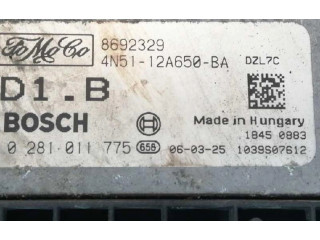 FoMoCo 8692329
4N51-12A650-BA DZL7C
D1.B
BOSCH Made in Hungary
1845 0883
0 281 011 775 658 06-03-25 1039S07612